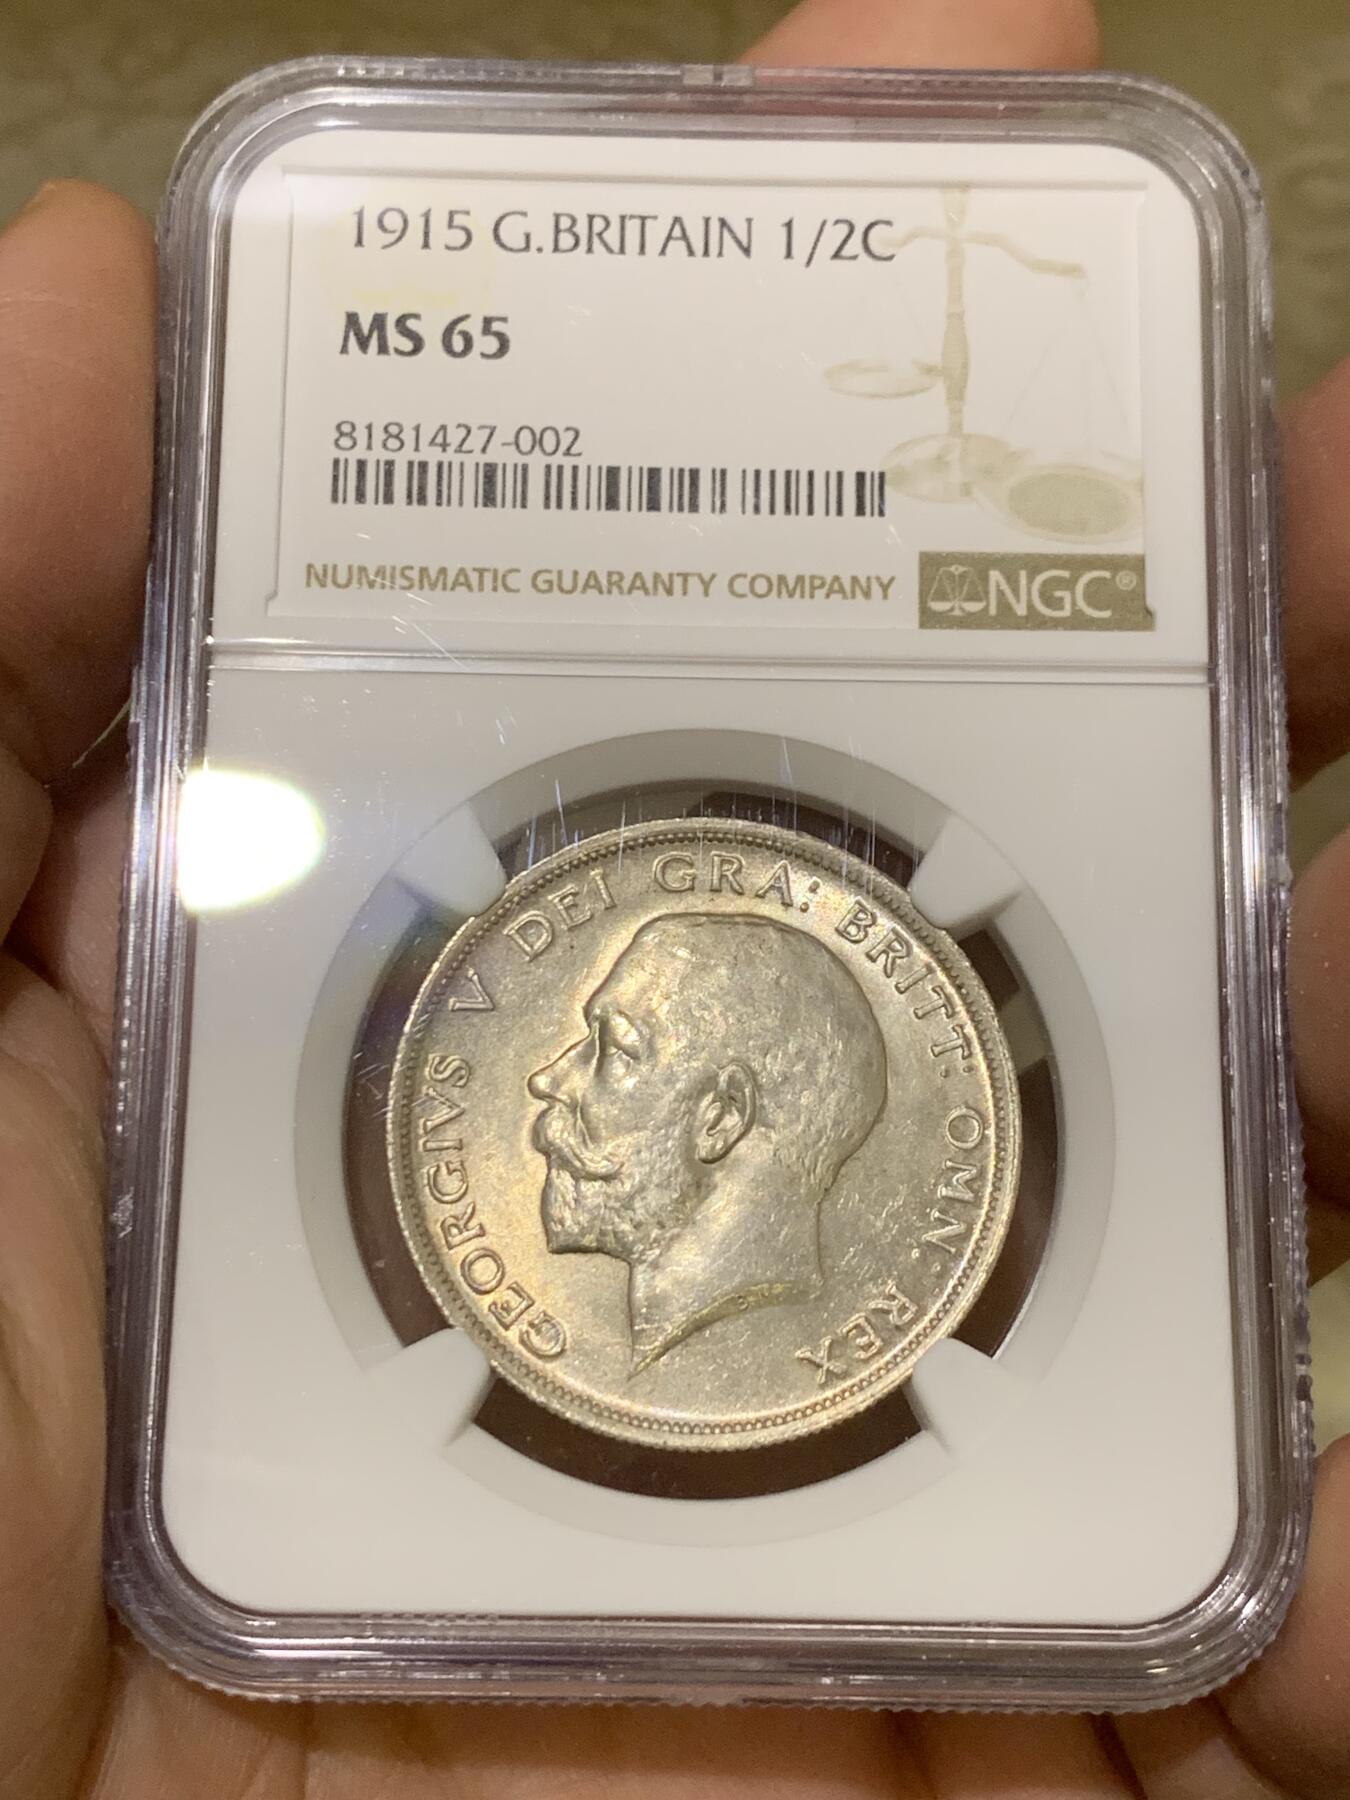 1915 G.BRITAIN 1/2C
MS 65
8181427-002
NUMISMATIC GUARANTY COMPANY
NGC®
GEORGIVS V DEI GRA: BRITT: OMN: REX